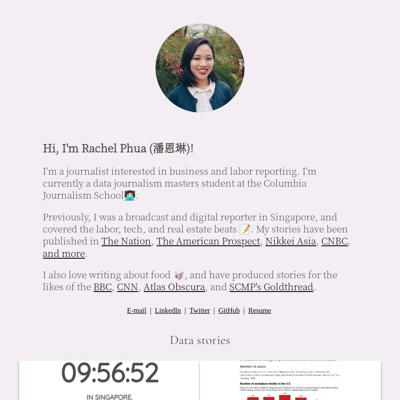 Hi, I'm Rachel Phua (潘恩琳)!
I'm a journalist interested in business and labor reporting. I'm
currently a data journalism masters student at the Columbia
Journalism School👩🏻‍💻.
Previously, I was a broadcast and digital reporter in Singapore, and
covered the labor, tech, and real estate beats 📝. My stories have been
published in The Nation, The American Prospect, Nikkei Asia, CNBC,
and more.
I also love writing about food 🥡, and have produced stories for the
likes of the BBC, CNN, Atlas Obscura, and SCMP's Goldthread.
E-mail | LinkedIn | Twitter | GitHub | Resume
Data stories
09:56:52
IN SINGAPORE,
Number of cases
Number of workplace deaths in the U.S.